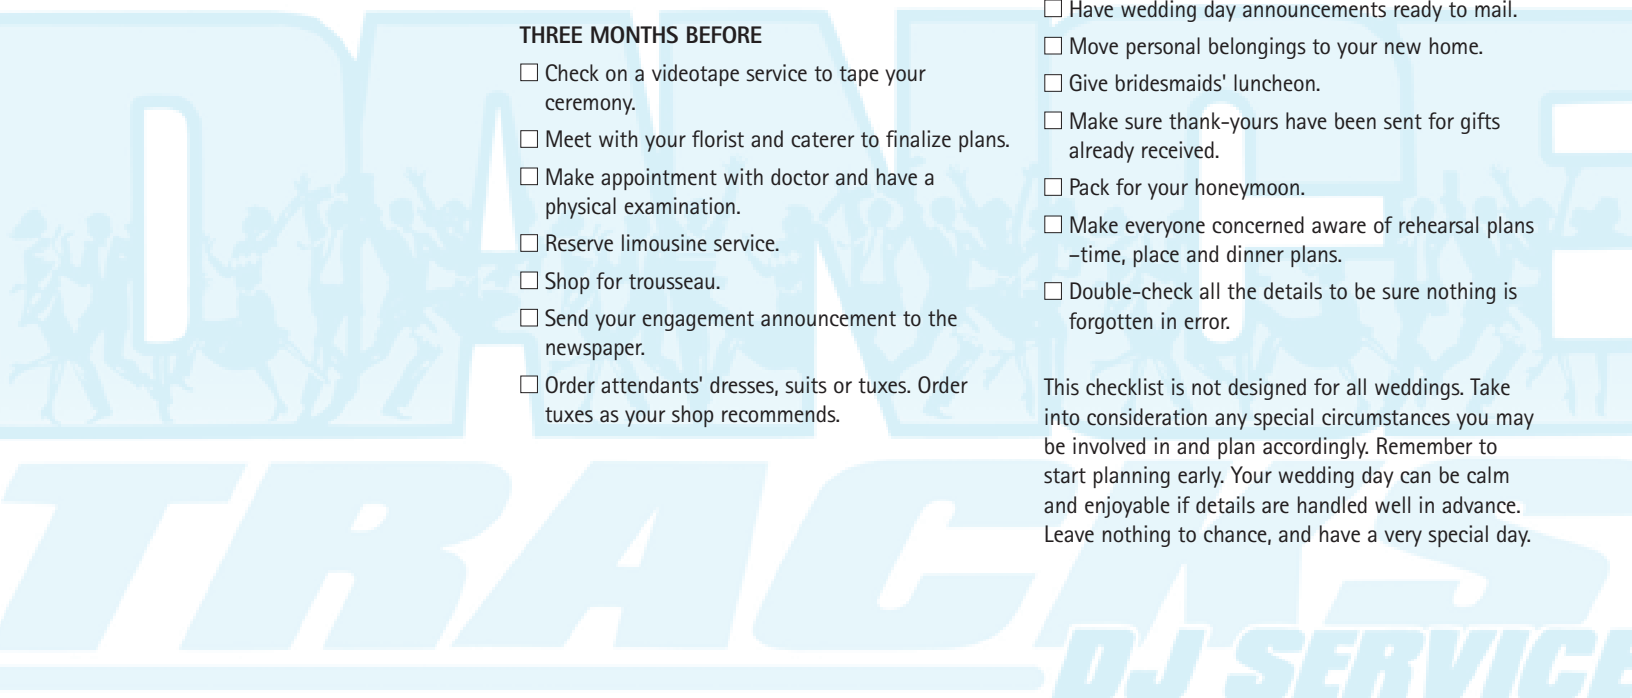 THREE MONTHS BEFORE
☐ Check on a videotape service to tape your
ceremony.
☐ Meet with your florist and caterer to finalize plans.
☐ Make appointment with doctor and have a
physical examination.
☐ Reserve limousine service.
☐ Shop for trousseau.
☐ Send your engagement announcement to the
newspaper.
☐ Order attendants' dresses, suits or tuxes. Order
tuxes as your shop recommends.
☐ Have wedding day announcements ready to mail.
☐ Move personal belongings to your new home.
☐ Give bridesmaids' luncheon.
☐ Make sure thank-yours have been sent for gifts
already received.
☐ Pack for your honeymoon.
☐ Make everyone concerned aware of rehearsal plans
–time, place and dinner plans.
☐ Double-check all the details to be sure nothing is
forgotten in error.
This checklist is not designed for all weddings. Take
into consideration any special circumstances you may
be involved in and plan accordingly. Remember to
start planning early. Your wedding day can be calm
and enjoyable if details are handled well in advance.
Leave nothing to chance, and have a very special day.
DANCE
TRACKS
DJ SERVICE